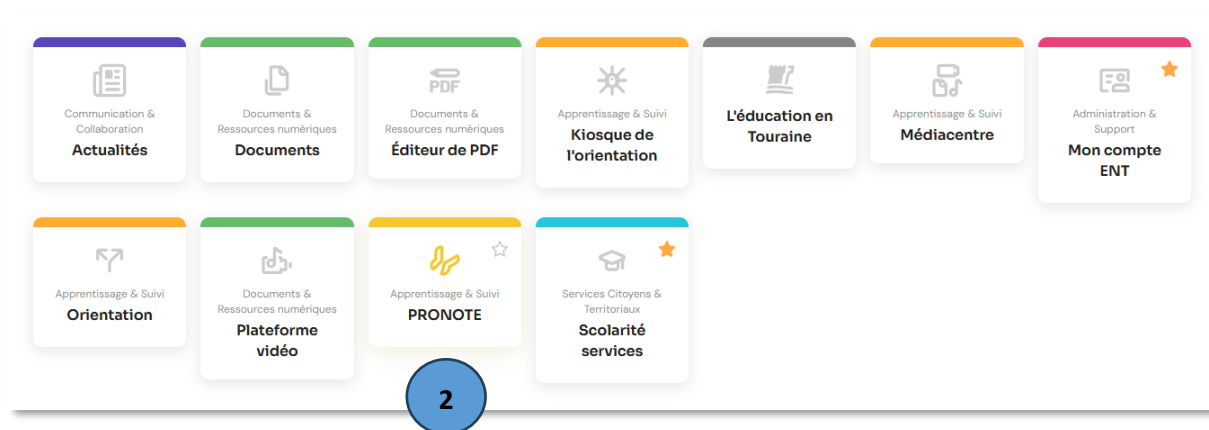 Communication &
Collaboration
Actualités
Documents &
Ressources numériques
Documents
PDF
Documents &
Ressources numériques
Éditeur de PDF
Apprentissage & Suivi
Kiosque de
l'orientation
L'éducation en
Touraine
Apprentissage & Suivi
Médiacentre
Administration &
Support
Mon compte
ENT
Apprentissage & Suivi
Orientation
Documents &
Ressources numériques
Plateforme
vidéo
Apprentissage & Suivi
PRONOTE
Services Citoyens &
Territoriaux
Scolarité
services
2